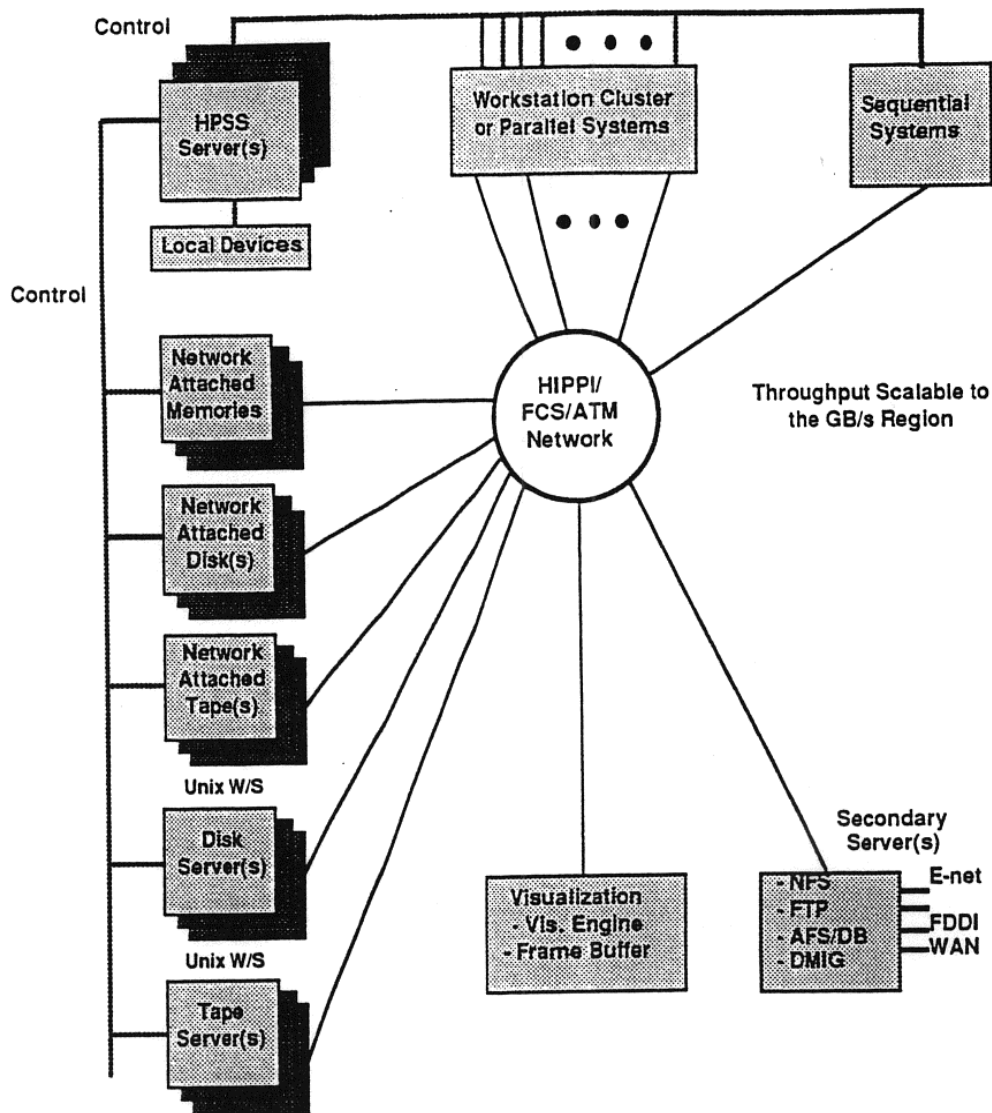 Control
HPSS
Server(s)
Workstation Cluster
or Parallel Systems
Sequential
Systems
Local Devices
Control
Network
Attached
Memories
HIPPI/
FCS/ATM
Network
Throughput Scalable to
the GB/s Region
Network
Attached
Disk(s)
Network
Attached
Tape(s)
Unix W/S
Disk
Server(s)
Unix W/S
Tape
Server(s)
Visualization
- Vis. Engine
- Frame Buffer
Secondary
Server(s)
- NFS
- FTP
- AFS/DB
- DMIG
E-net
FDDI
WAN